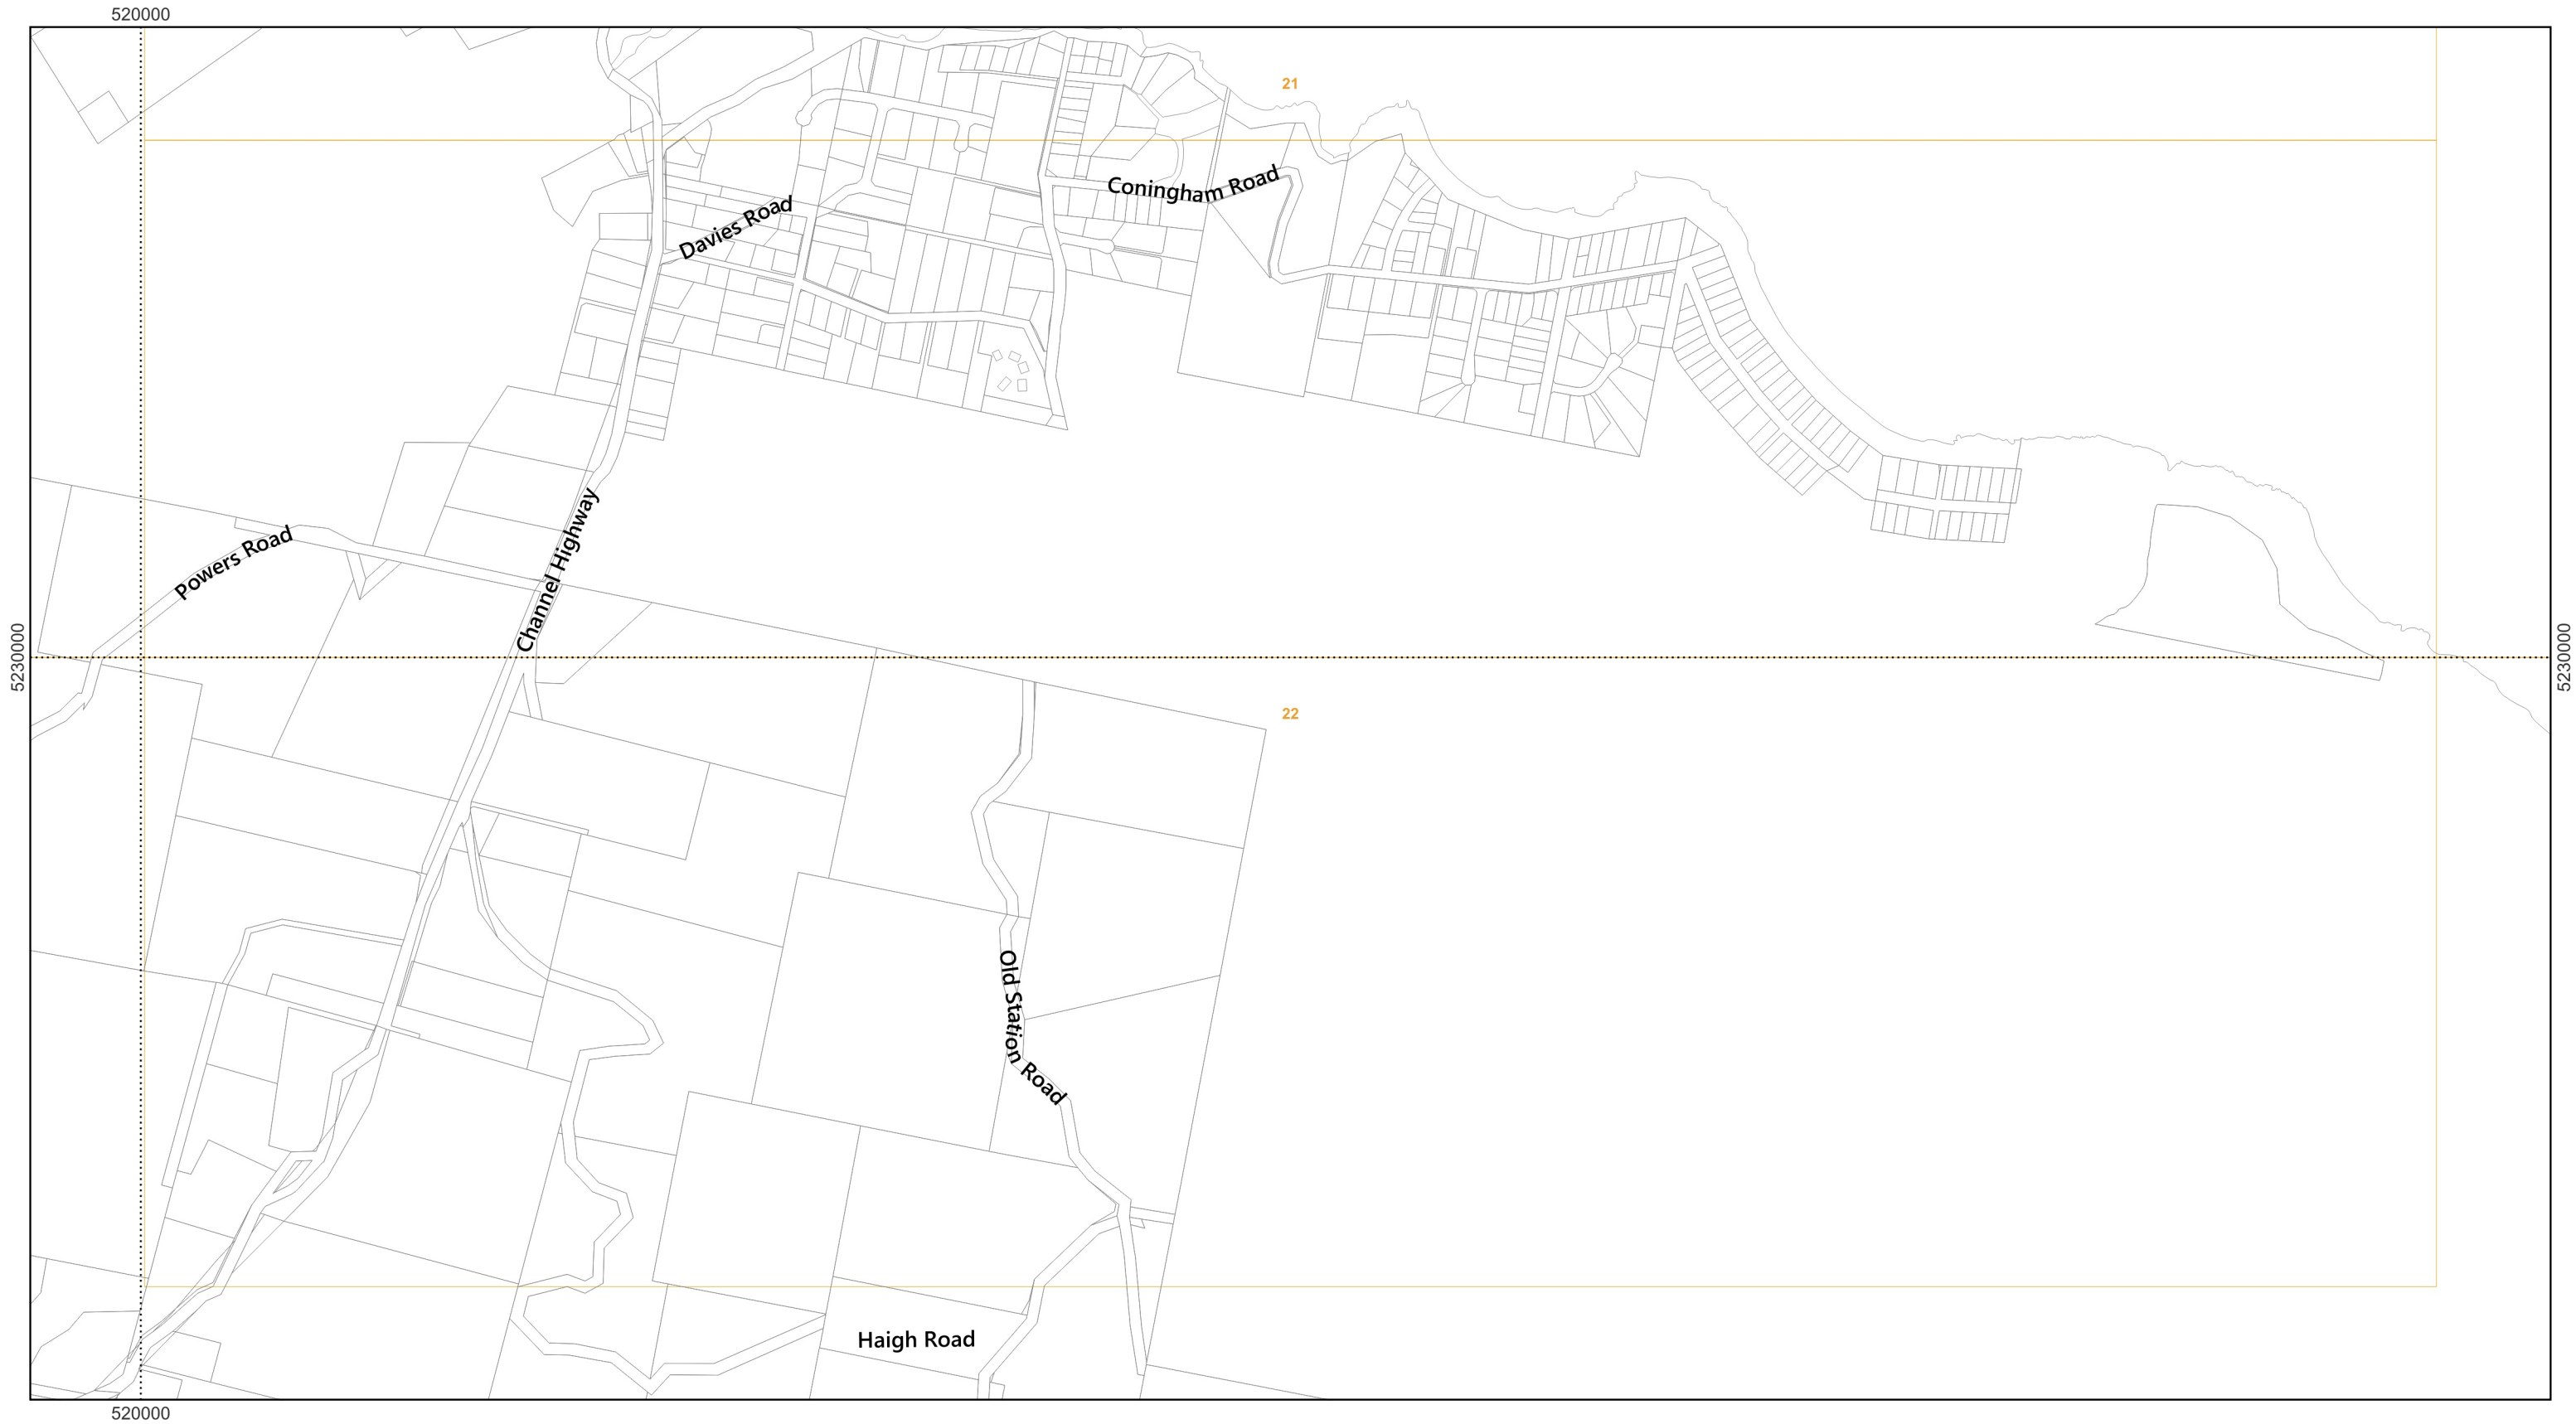 520000
21
Coningham Road
Davies Road
Channel Highway
Powers Road
5230000
5230000
22
Old Station Road
Haigh Road
520000